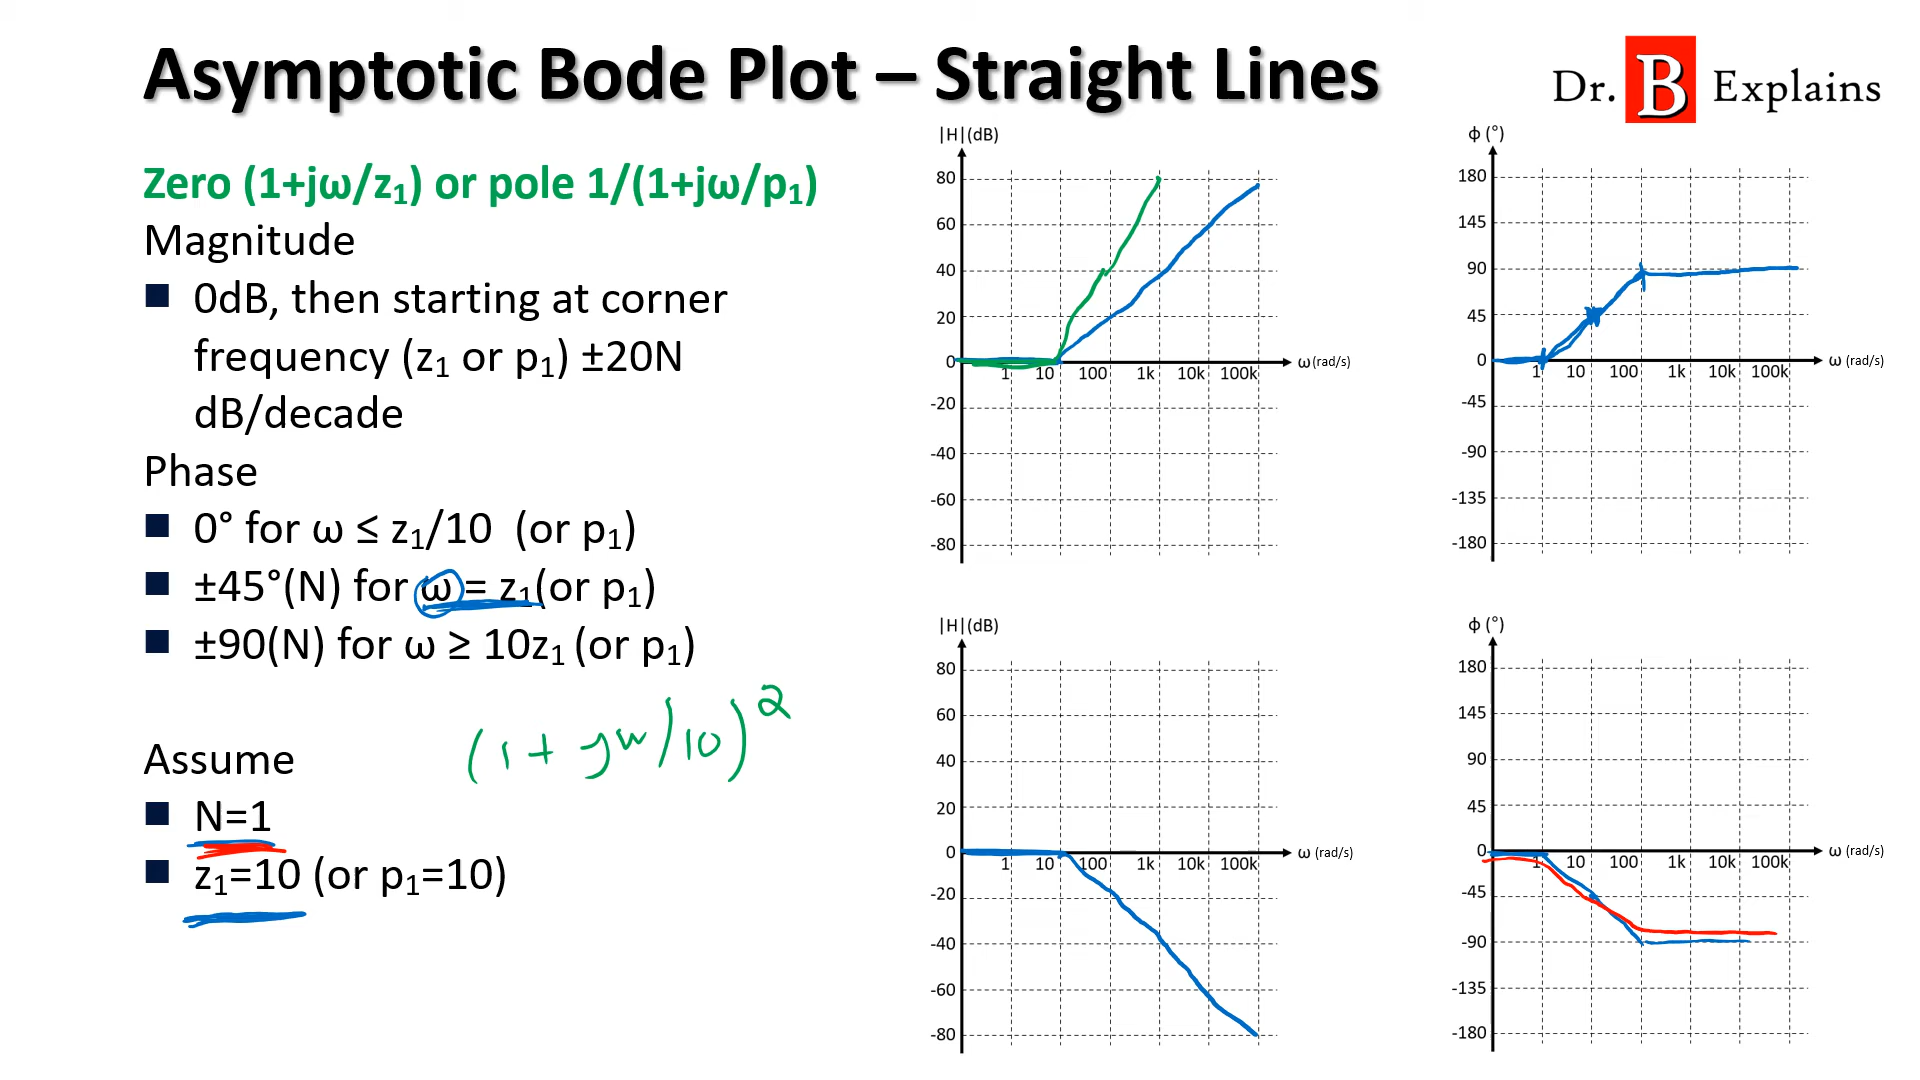 Asymptotic Bode Plot – Straight Lines
Dr. B Explains
Zero (1+jω/z₁) or pole 1/(1+jω/p₁)
Magnitude
■ 0dB, then starting at corner
frequency (z₁ or p₁) ±20N
dB/decade
Phase
■ 0° for ω ≤ z₁/10 (or p₁)
■ ±45°(N) for ω = z₁(or p₁)
■ ±90(N) for ω ≥ 10z₁ (or p₁)
(1 + jw/10)²
Assume
■ N=1
■ z₁=10 (or p₁=10)
|H|(dB)
80
60
40
20
0
1 10 100 1k 10k 100k ω(rad/s)
-20
-40
-60
-80
ϕ (°)
180
145
90
45
0
1 10 100 1k 10k 100k ω (rad/s)
-45
-90
-135
-180
|H|(dB)
80
60
40
20
0
1 10 100 1k 10k 100k ω (rad/s)
-20
-40
-60
-80
ϕ (°)
180
145
90
45
0
1 10 100 1k 10k 100k ω (rad/s)
-45
-90
-135
-180